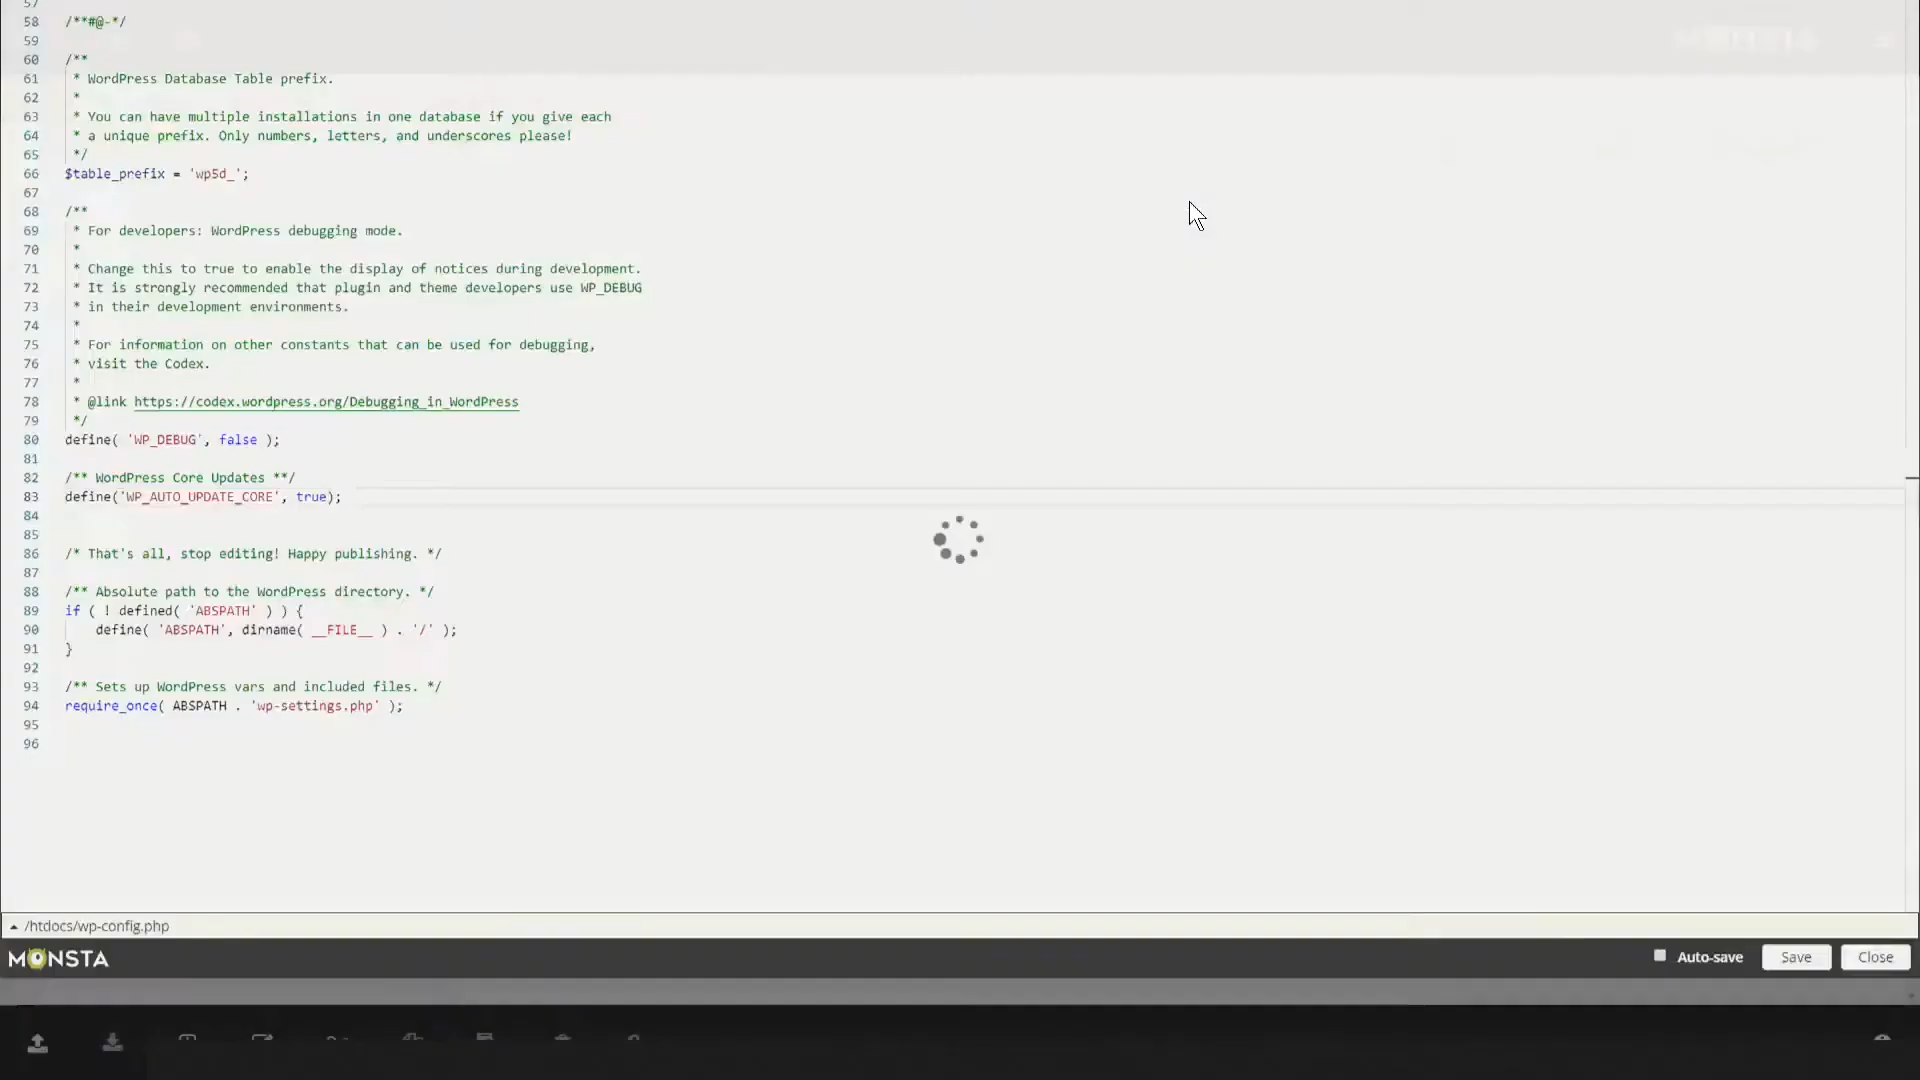 57
58 /**#@-*/
59
60 /**
61 * WordPress Database Table prefix.
62 *
63 * You can have multiple installations in one database if you give each
64 * a unique prefix. Only numbers, letters, and underscores please!
65 */
66 $table_prefix = 'wp5d_';
67
68 /**
69 * For developers: WordPress debugging mode.
70 *
71 * Change this to true to enable the display of notices during development.
72 * It is strongly recommended that plugin and theme developers use WP_DEBUG
73 * in their development environments.
74 *
75 * For information on other constants that can be used for debugging,
76 * visit the Codex.
77 *
78 * @link https://codex.wordpress.org/Debugging_in_WordPress
79 */
80 define( 'WP_DEBUG', false );
81
82 /** WordPress Core Updates **/
83 define('WP_AUTO_UPDATE_CORE', true);
84
85
86 /* That's all, stop editing! Happy publishing. */
87
88 /** Absolute path to the WordPress directory. */
89 if ( ! defined( 'ABSPATH' ) ) {
90 define( 'ABSPATH', dirname( __FILE__ ) . '/' );
91 }
92
93 /** Sets up WordPress vars and included files. */
94 require_once( ABSPATH . 'wp-settings.php' );
95
96
/htdocs/wp-config.php
MONSTA Auto-save Save Close